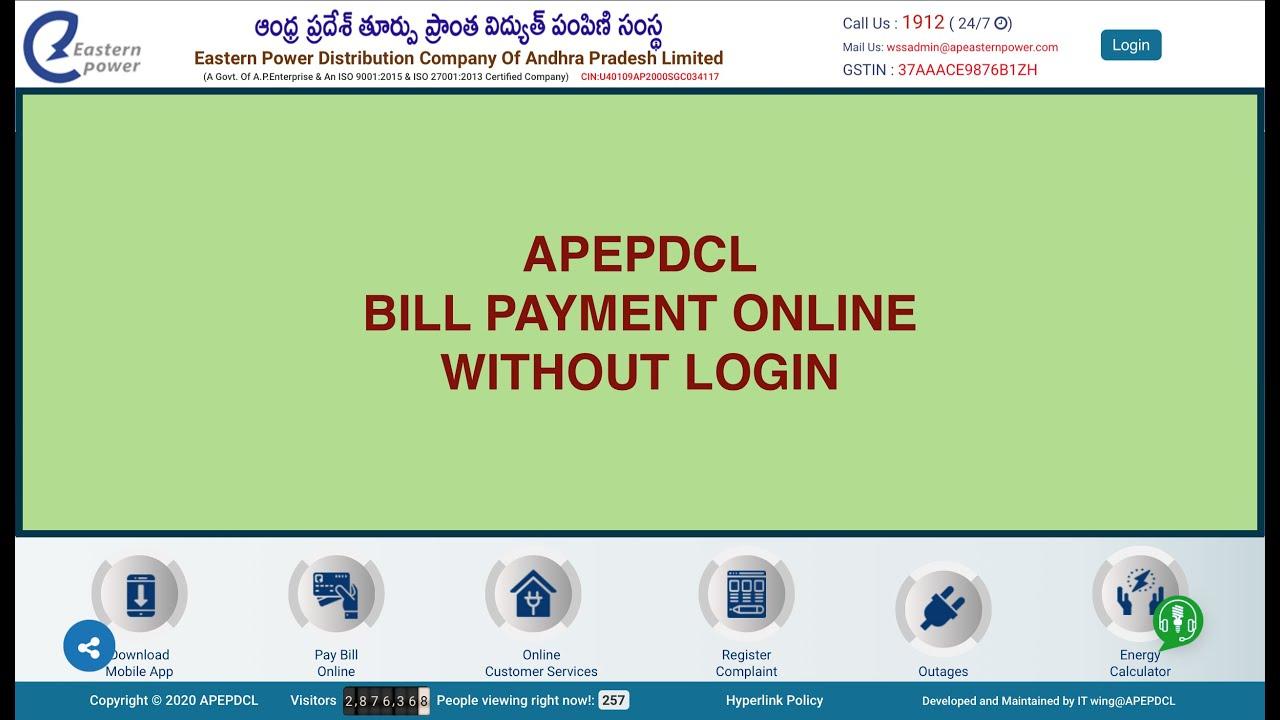 Eastern
power
ఆంధ్ర ప్రదేశ్ తూర్పు ప్రాంత విద్యుత్ పంపిణి సంస్థ
Eastern Power Distribution Company Of Andhra Pradesh Limited
(A Govt. Of A.P.Enterprise & An ISO 9001:2015 & ISO 27001:2013 Certified Company) CIN:U40109AP2000SGC034117
Call Us : 1912 ( 24/7 )
Mail Us: wssadmin@apeasternpower.com
GSTIN : 37AAACE9876B1ZH
Login
APEPDCL
BILL PAYMENT ONLINE
WITHOUT LOGIN
Download
Mobile App
Pay Bill
Online
Online
Customer Services
Register
Complaint
Outages
Energy
Calculator
Copyright © 2020 APEPDCL
Visitors 2,876,368 People viewing right now!: 257
Hyperlink Policy
Developed and Maintained by IT wing@APEPDCL